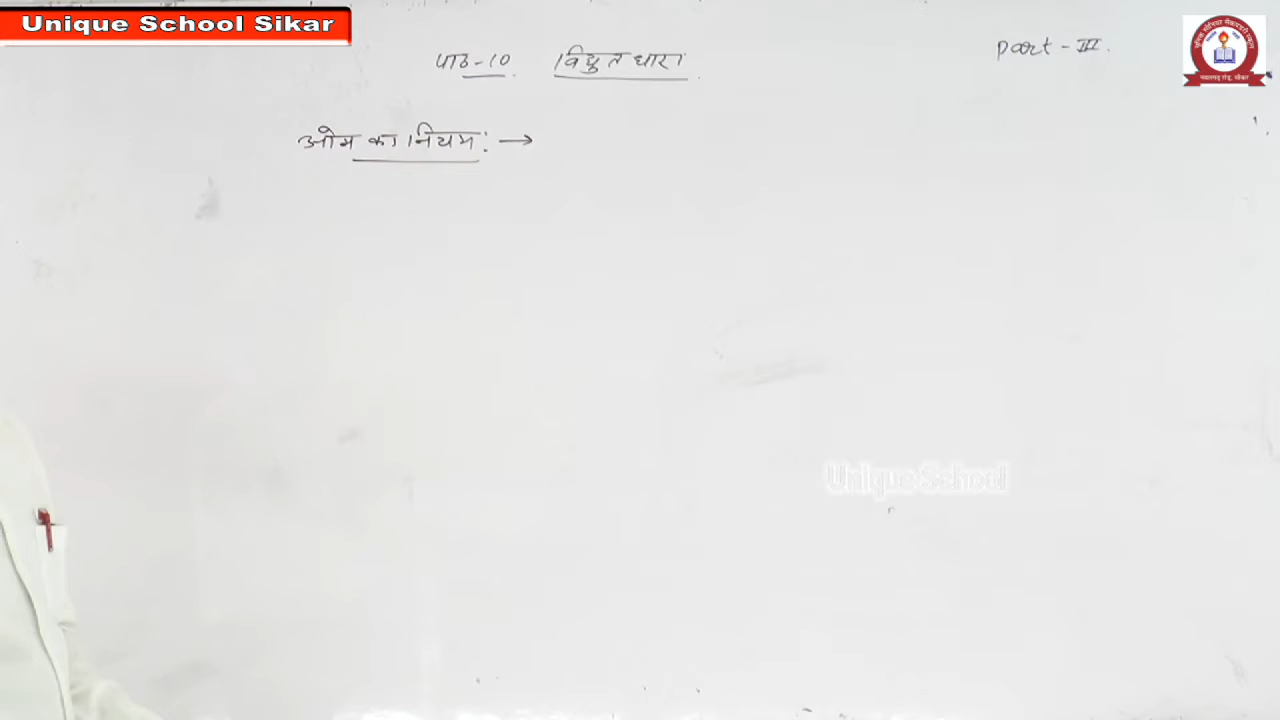 Unique School Sikar
पाठ-10 विद्युत धारा
Part - III.
ओम का नियम : →
Unique School